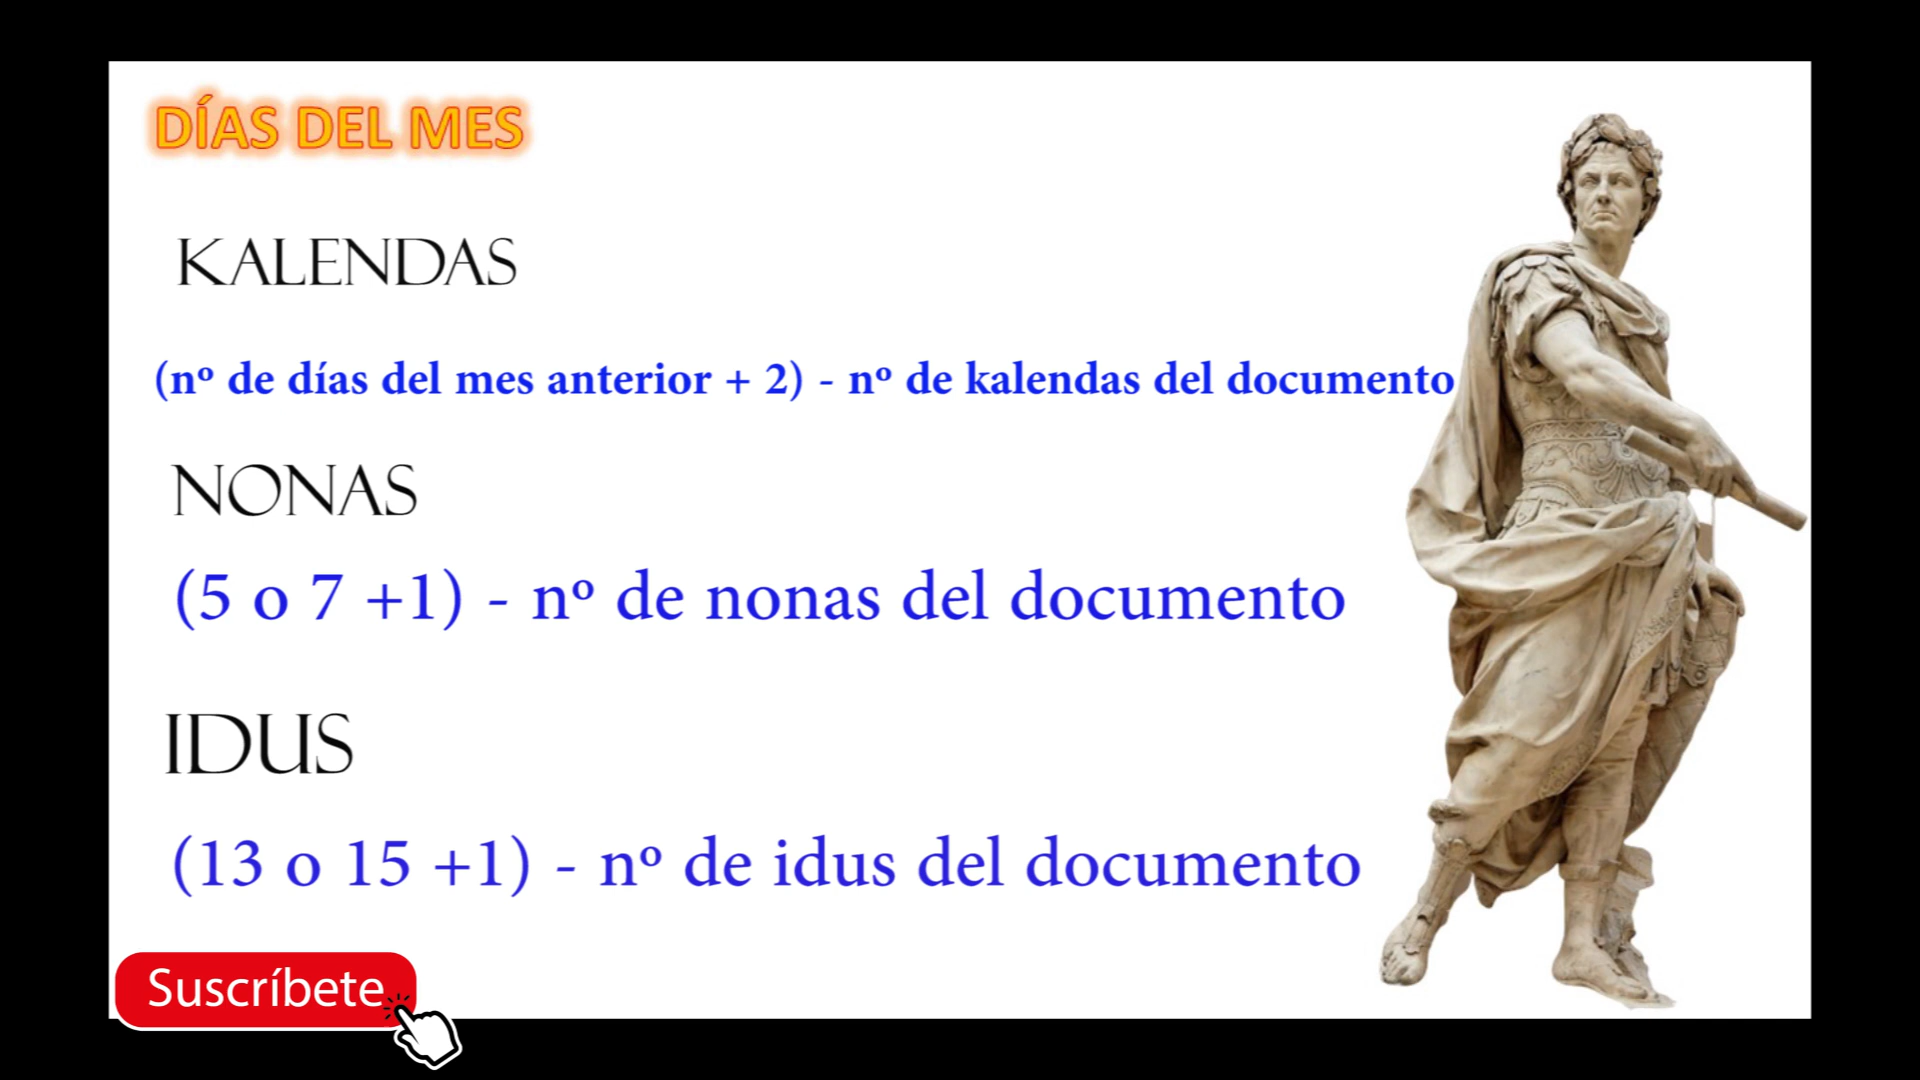 DÍAS DEL MES
KALENDAS
(nº de días del mes anterior + 2) - nº de kalendas del documento
NONAS
(5 o 7 +1) - nº de nonas del documento
IDUS
(13 o 15 +1) - nº de idus del documento
Suscríbete